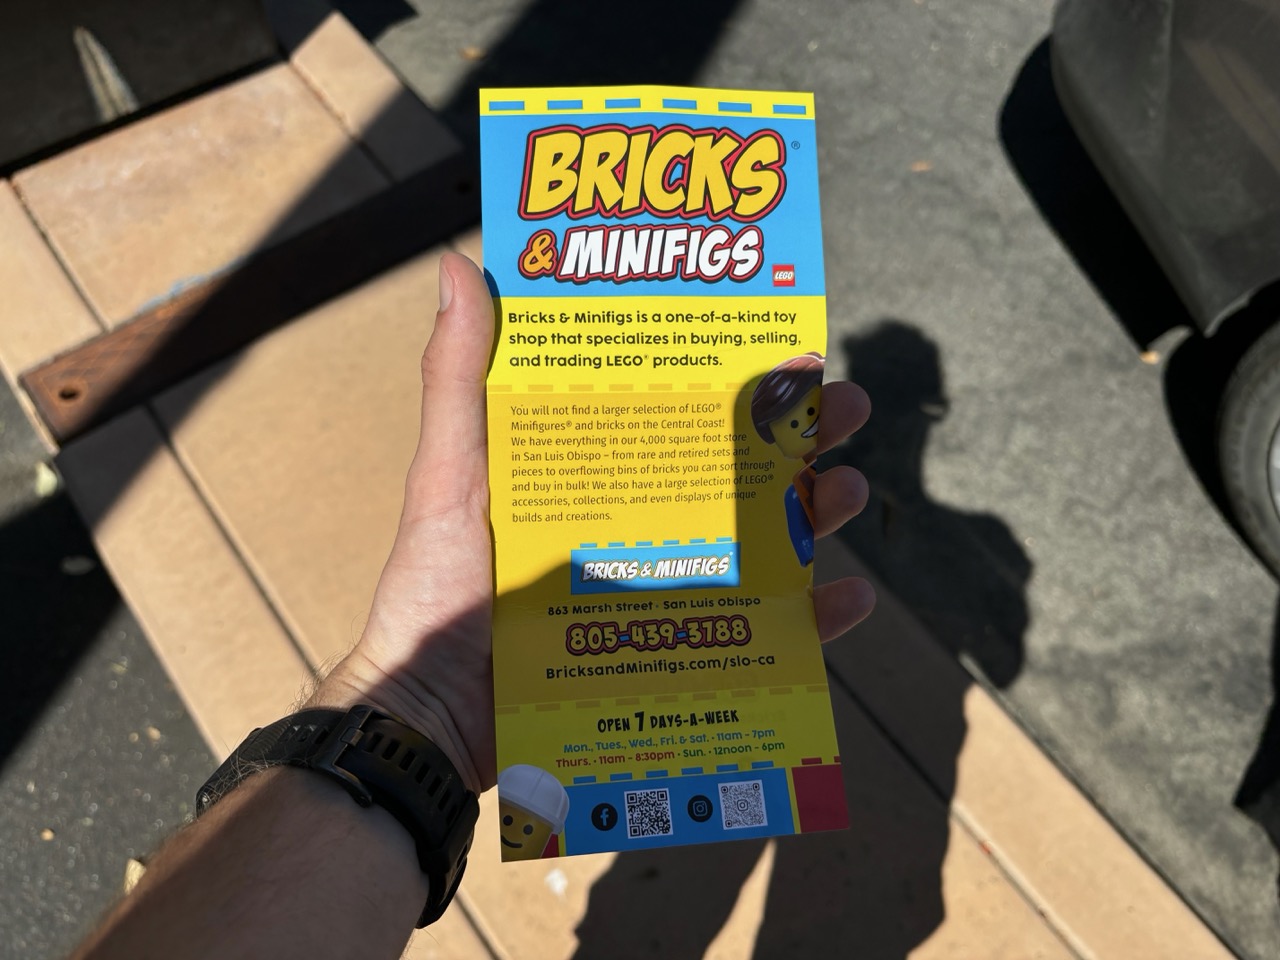 BRICKS®
& MINIFIGS
LEGO
Bricks & Minifigs is a one-of-a-kind toy
shop that specializes in buying, selling,
and trading LEGO® products.
You will not find a larger selection of LEGO®
Minifigures® and bricks on the Central Coast!
We have everything in our 4,000 square foot store
in San Luis Obispo – from rare and retired sets and
pieces to overflowing bins of bricks you can sort through
and buy in bulk! We also have a large selection of LEGO®
accessories, collections, and even displays of unique
builds and creations.
BRICKS & MINIFIGS
863 Marsh Street · San Luis Obispo
805-439-3788
BricksandMinifigs.com/slo-ca
OPEN 7 DAYS-A-WEEK
Mon., Tues., Wed., Fri. & Sat. · 11am - 7pm
Thurs. · 11am - 8:30pm · Sun. · 12noon - 6pm